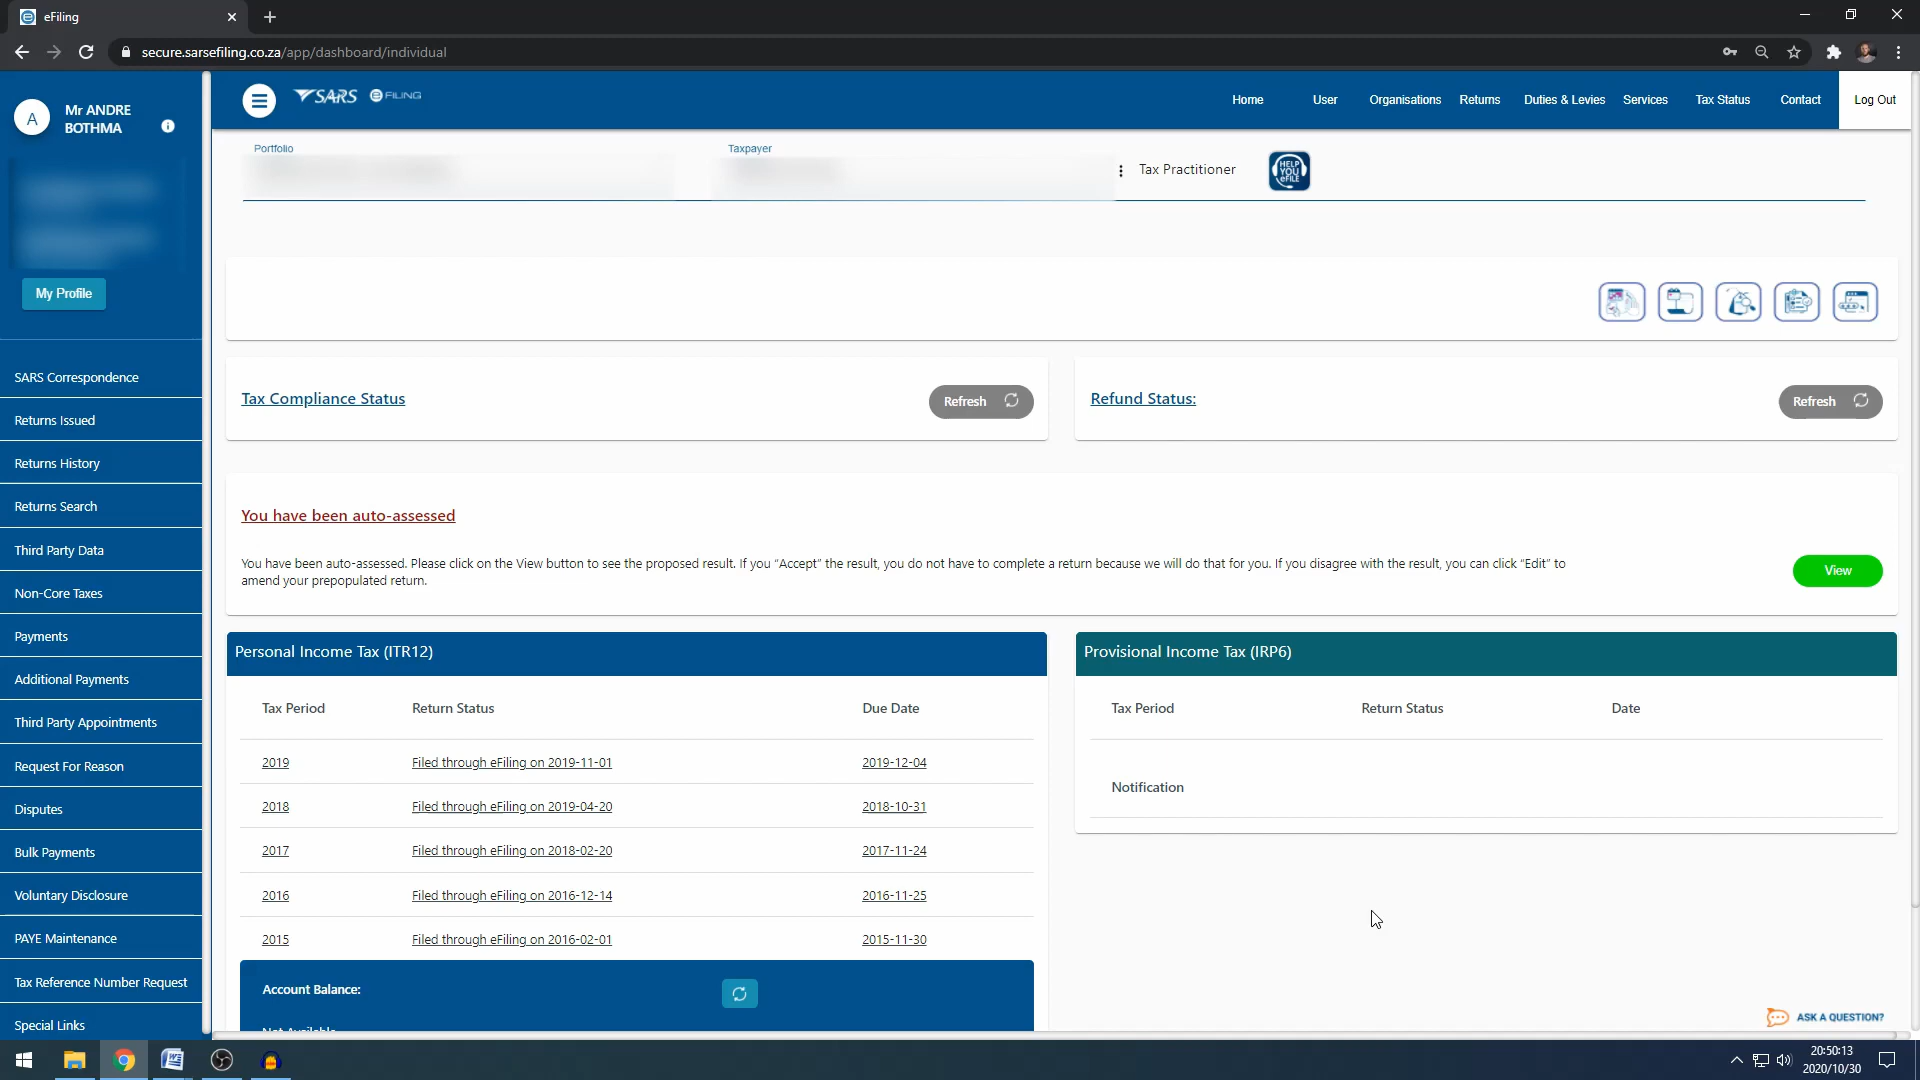 eFiling
secure.sarsefiling.co.za/app/dashboard/individual
A
Mr ANDRE
BOTHMA
My Profile
SARS Correspondence
Returns Issued
Returns History
Returns Search
Third Party Data
Non-Core Taxes
Payments
Additional Payments
Third Party Appointments
Request For Reason
Disputes
Bulk Payments
Voluntary Disclosure
PAYE Maintenance
Tax Reference Number Request
Special Links
SARS eFILING
Home User Organisations Returns Duties & Levies Services Tax Status Contact Log Out
Portfolio Taxpayer
Tax Practitioner
HELP
YOU
eFILE
Tax Compliance Status Refresh
Refund Status: Refresh
You have been auto-assessed
You have been auto-assessed. Please click on the View button to see the proposed result. If you “Accept” the result, you do not have to complete a return because we will do that for you. If you disagree with the result, you can click “Edit” to
amend your prepopulated return.
View
Personal Income Tax (ITR12)
Tax Period Return Status Due Date
2019 Filed through eFiling on 2019-11-01 2019-12-04
2018 Filed through eFiling on 2019-04-20 2018-10-31
2017 Filed through eFiling on 2018-02-20 2017-11-24
2016 Filed through eFiling on 2016-12-14 2016-11-25
2015 Filed through eFiling on 2016-02-01 2015-11-30
Account Balance:
Not Available
Provisional Income Tax (IRP6)
Tax Period Return Status Date
Notification
ASK A QUESTION?
20:50:13
2020/10/30